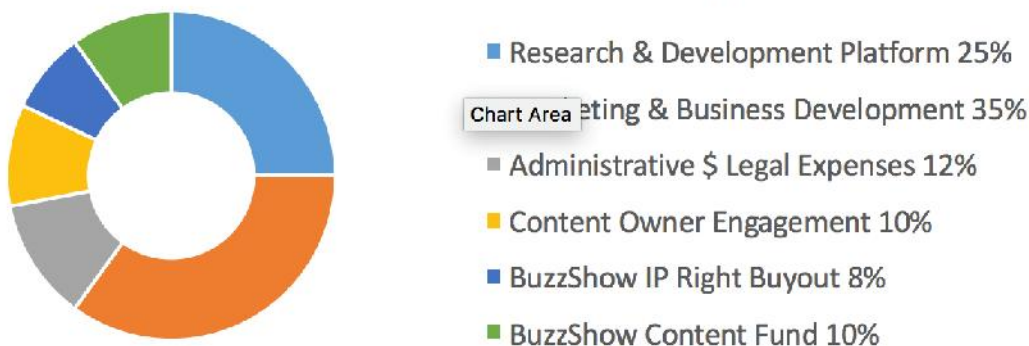 Research & Development Platform 25%
Chart Area eting & Business Development 35%
Administrative $ Legal Expenses 12%
Content Owner Engagement 10%
BuzzShow IP Right Buyout 8%
BuzzShow Content Fund 10%